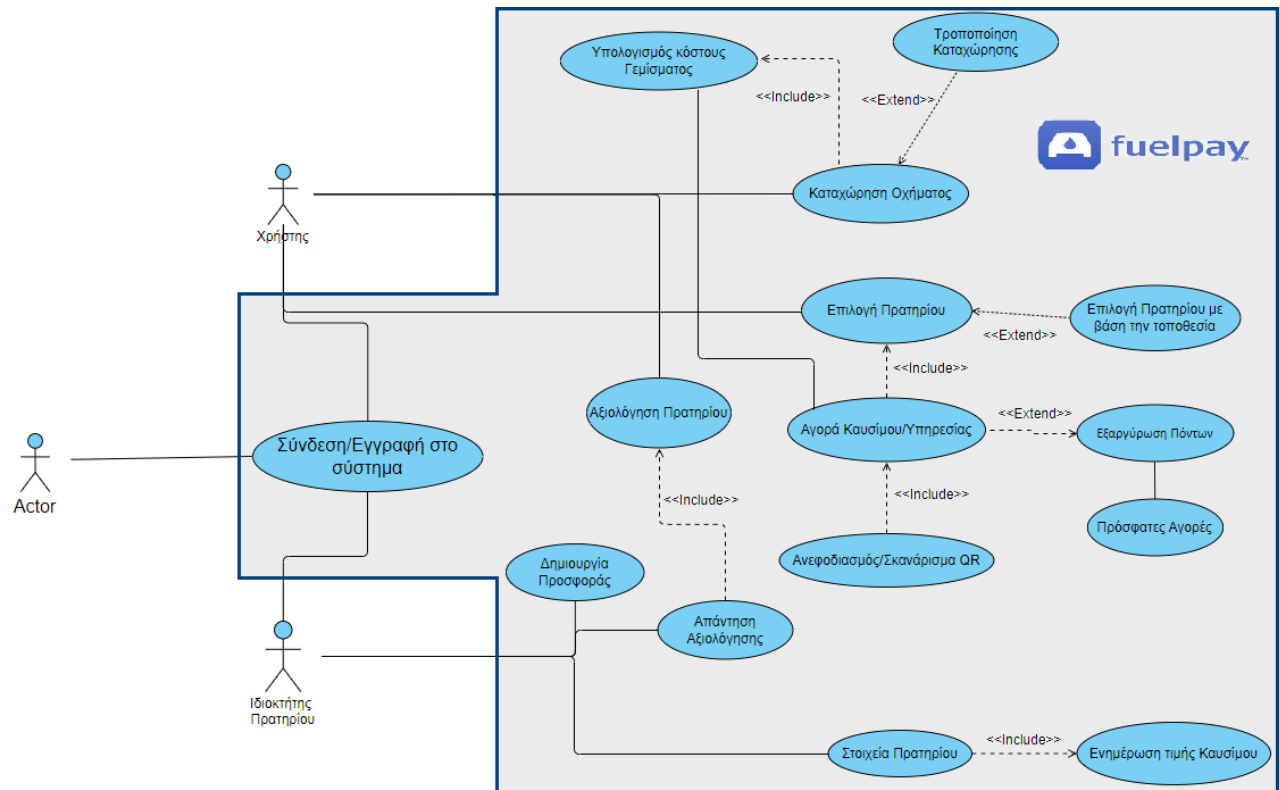 Τροποποίηση
Καταχώρησης
Υπολογισμός κόστους
Γεμίσματος
<<Include>>
<<Extend>>
fuelpay
Καταχώρηση Οχήματος
Χρήστης
Επιλογή Πρατηρίου
Επιλογή Πρατηρίου με
βάση την τοποθεσία
<<Extend>>
<<Include>>
Αξιολόγηση Πρατηρίου
Αγορά Καυσίμου/Υπηρεσίας
<<Extend>>
Εξαργύρωση Πόντων
Σύνδεση/Εγγραφή στο
σύστημα
Actor
<<Include>>
<<Include>>
Πρόσφατες Αγορές
Δημιουργία
Προσφοράς
Ανεφοδιασμός/Σκανάρισμα QR
Απάντηση
Αξιολόγησης
Ιδιοκτήτης
Πρατηρίου
Στοιχεία Πρατηρίου
<<Include>>
Ενημέρωση τιμής Καυσίμου